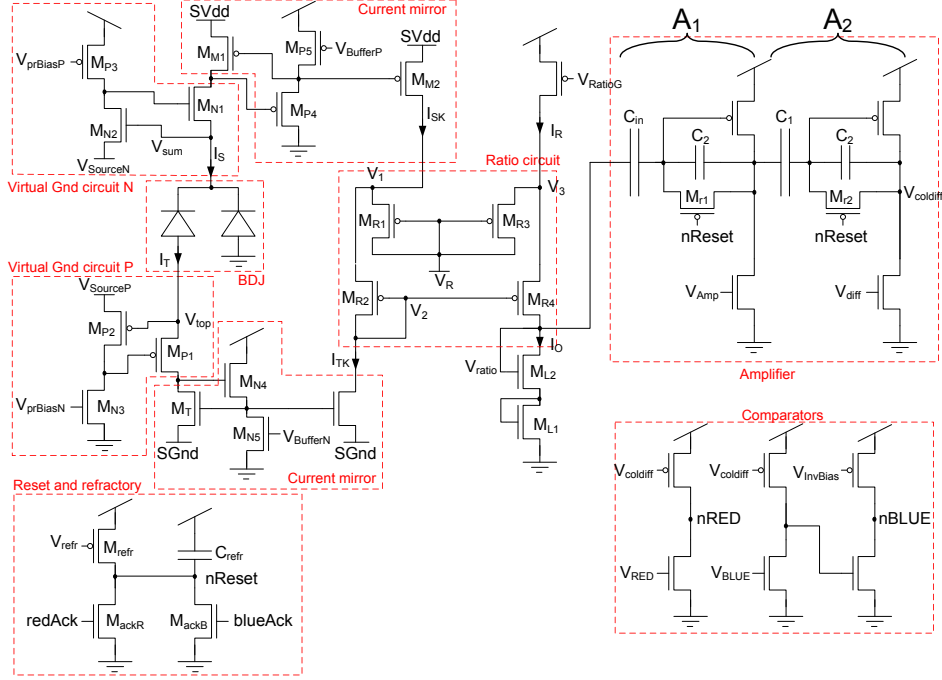 Current mirror
A1
A2
SVdd
SVdd
VprBiasP
MP3
MM1
MP5
VBufferP
MM2
VRatioG
MN1
MP4
MN2
Vsum
VSourceN
IS
ISK
IR
Virtual Gnd circuit N
Ratio circuit
Cin
C2
C1
C2
Mr1
Mr2
nReset
nReset
Vcoldiff
V1
V3
MR1
MR3
VR
IT
BDJ
Virtual Gnd circuit P
VSourceP
MP2
Vtop
MR2
V2
MR4
VAmp
Vdiff
MP1
ITK
IO
Vratio
ML2
Amplifier
VprBiasN
MN3
MN4
MT
MN5
VBufferN
ML1
SGnd
SGnd
Current mirror
Comparators
Reset and refractory
Vcoldiff
Vcoldiff
VInvBias
Vrefr
Mrefr
Crefr
nReset
nRED
nBLUE
VRED
VBLUE
redAck
MackR
MackB
blueAck